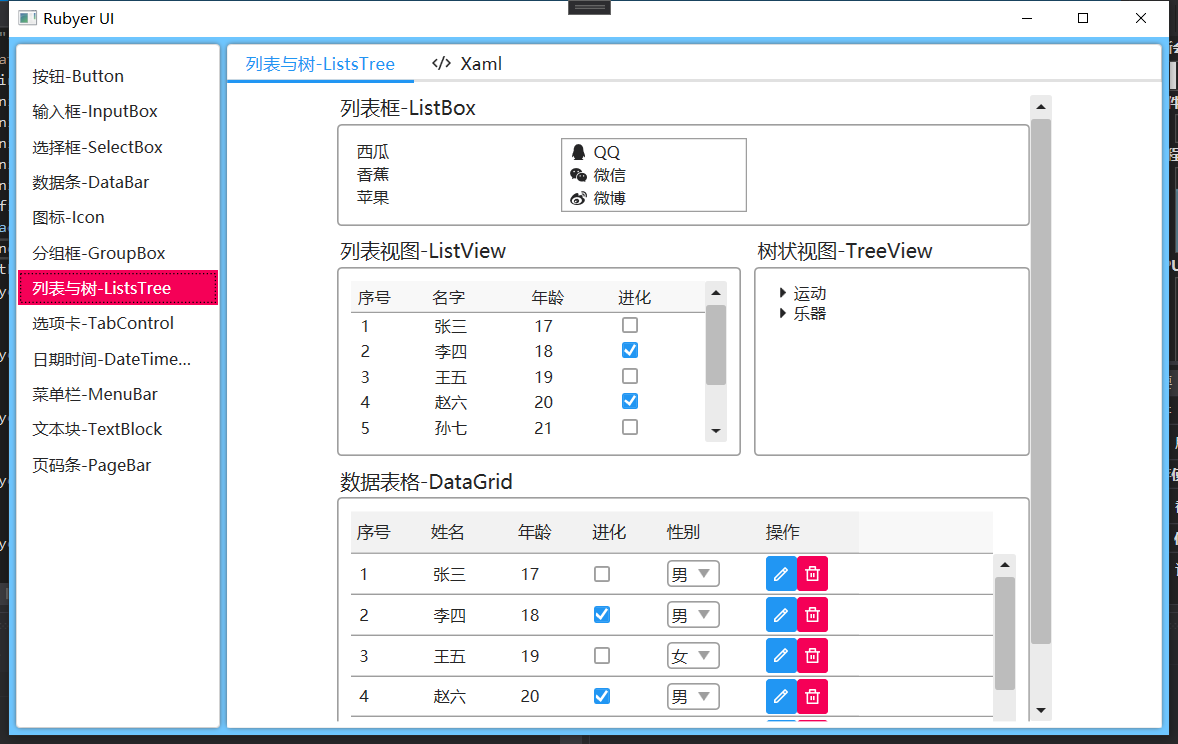 Rubyer UI
按钮-Button
输入框-InputBox
选择框-SelectBox
数据条-DataBar
图标-Icon
分组框-GroupBox
列表与树-ListsTree
选项卡-TabControl
日期时间-DateTime...
菜单栏-MenuBar
文本块-TextBlock
页码条-PageBar
列表与树-ListsTree </> Xaml
列表框-ListBox
西瓜
香蕉
苹果
QQ
微信
微博
列表视图-ListView
序号 名字 年龄 进化
1 张三 17
2 李四 18
3 王五 19
4 赵六 20
5 孙七 21
树状视图-TreeView
运动
乐器
数据表格-DataGrid
序号 姓名 年龄 进化 性别 操作
1 张三 17 男
2 李四 18 男
3 王五 19 女
4 赵六 20 男